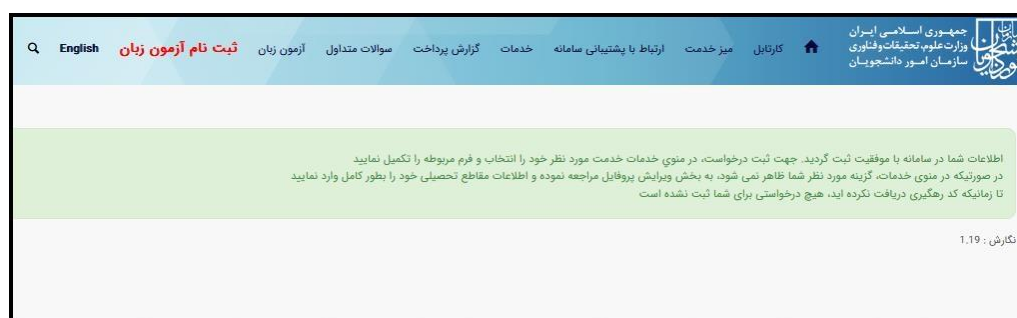 جمهوری اسلامی ایران
وزارت علوم، تحقیقات و فناوری
سازمان امور دانشجویان
کارتابل میز خدمت ارتباط با پشتیبانی سامانه خدمات گزارش پرداخت سوالات متداول آزمون زبان ثبت نام آزمون زبان English
اطلاعات شما در سامانه با موفقیت ثبت گردید. جهت ثبت درخواست، در منوي خدمات خدمت مورد نظر خود را انتخاب و فرم مربوطه را تکمیل نمایید
در صورتیکه در منوی خدمات، گزینه مورد نظر شما ظاهر نمی شود، به بخش ویرایش پروفایل مراجعه نموده و اطلاعات مقاطع تحصیلی خود را بطور کامل وارد نمایید
تا زمانیکه کد رهگیری دریافت نکرده اید، هیچ درخواستی برای شما ثبت نشده است
نگارش : 1.19